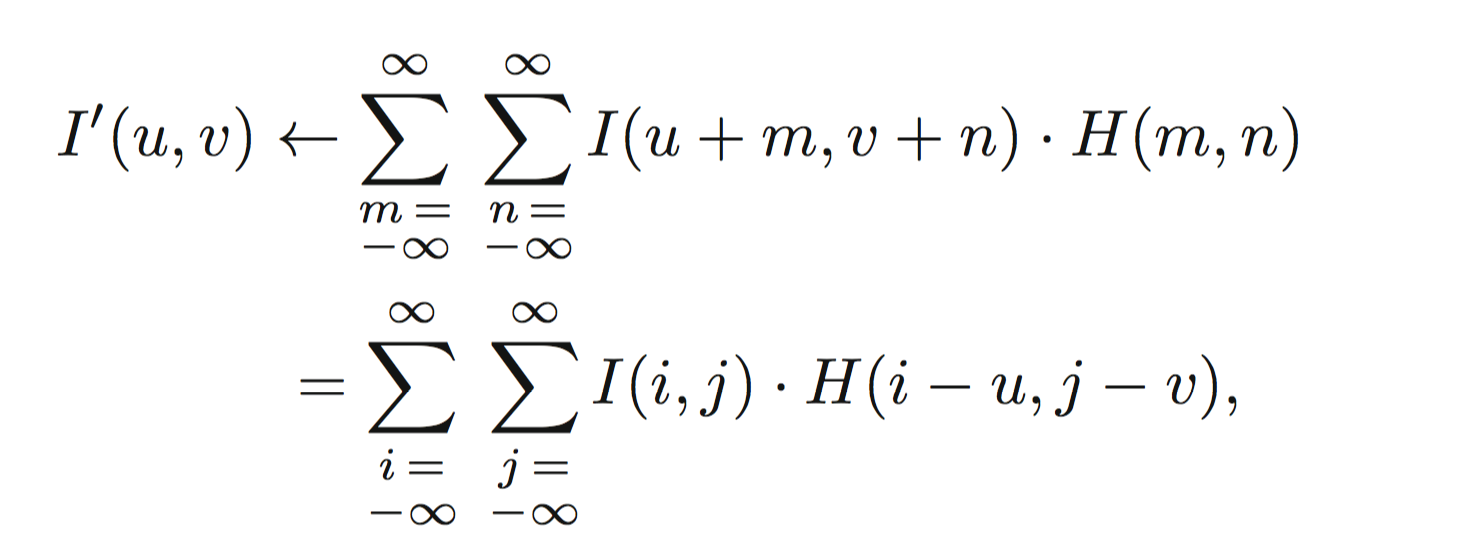 I′(u, v) ← ∑_{m=−∞}^{∞} ∑_{n=−∞}^{∞} I(u + m, v + n) · H(m, n)
= ∑_{i=−∞}^{∞} ∑_{j=−∞}^{∞} I(i, j) · H(i − u, j − v),